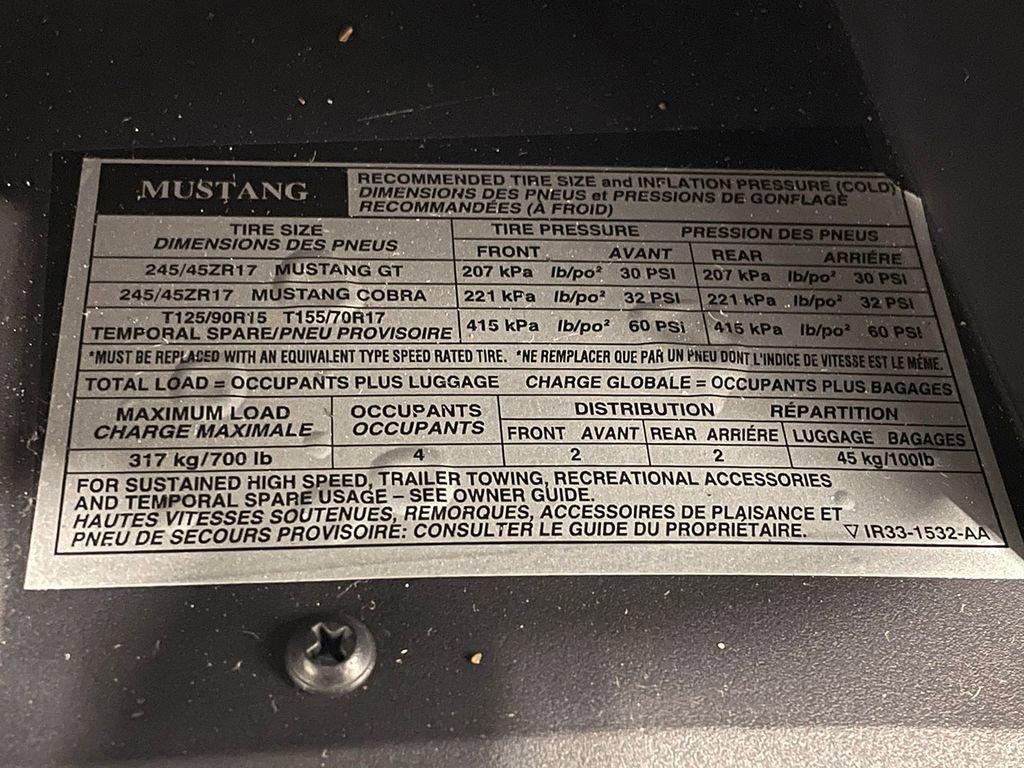 MUSTANG
RECOMMENDED TIRE SIZE and INFLATION PRESSURE (COLD)
DIMENSIONS DES PNEUS et PRESSIONS DE GONFLAGE
RECOMMANDÉES (À FROID)
TIRE SIZE
DIMENSIONS DES PNEUS
TIRE PRESSURE PRESSION DES PNEUS
FRONT AVANT REAR ARRIÉRE
245/45ZR17 MUSTANG GT 207 kPa lb/po² 30 PSI 207 kPa lb/po² 30 PSI
245/45ZR17 MUSTANG COBRA 221 kPa lb/po² 32 PSI 221 kPa lb/po² 32 PSI
T125/90R15 T155/70R17
TEMPORAL SPARE/PNEU PROVISOIRE 415 kPa lb/po² 60 PSI 415 kPa lb/po² 60 PSI
*MUST BE REPLACED WITH AN EQUIVALENT TYPE SPEED RATED TIRE. *NE REMPLACER QUE PAR UN PNEU DONT L'INDICE DE VITESSE EST LE MÉME.
TOTAL LOAD = OCCUPANTS PLUS LUGGAGE CHARGE GLOBALE = OCCUPANTS PLUS BAGAGES
MAXIMUM LOAD
CHARGE MAXIMALE
OCCUPANTS
OCCUPANTS
DISTRIBUTION RÉPARTITION
FRONT AVANT REAR ARRIÉRE LUGGAGE BAGAGES
317 kg/700 lb 4 2 2 45 kg/100lb
FOR SUSTAINED HIGH SPEED, TRAILER TOWING, RECREATIONAL ACCESSORIES
AND TEMPORAL SPARE USAGE – SEE OWNER GUIDE.
HAUTES VITESSES SOUTENUES, REMORQUES, ACCESSOIRES DE PLAISANCE ET
PNEU DE SECOURS PROVISOIRE: CONSULTER LE GUIDE DU PROPRIÉTAIRE. ▽ IR33-1532-AA